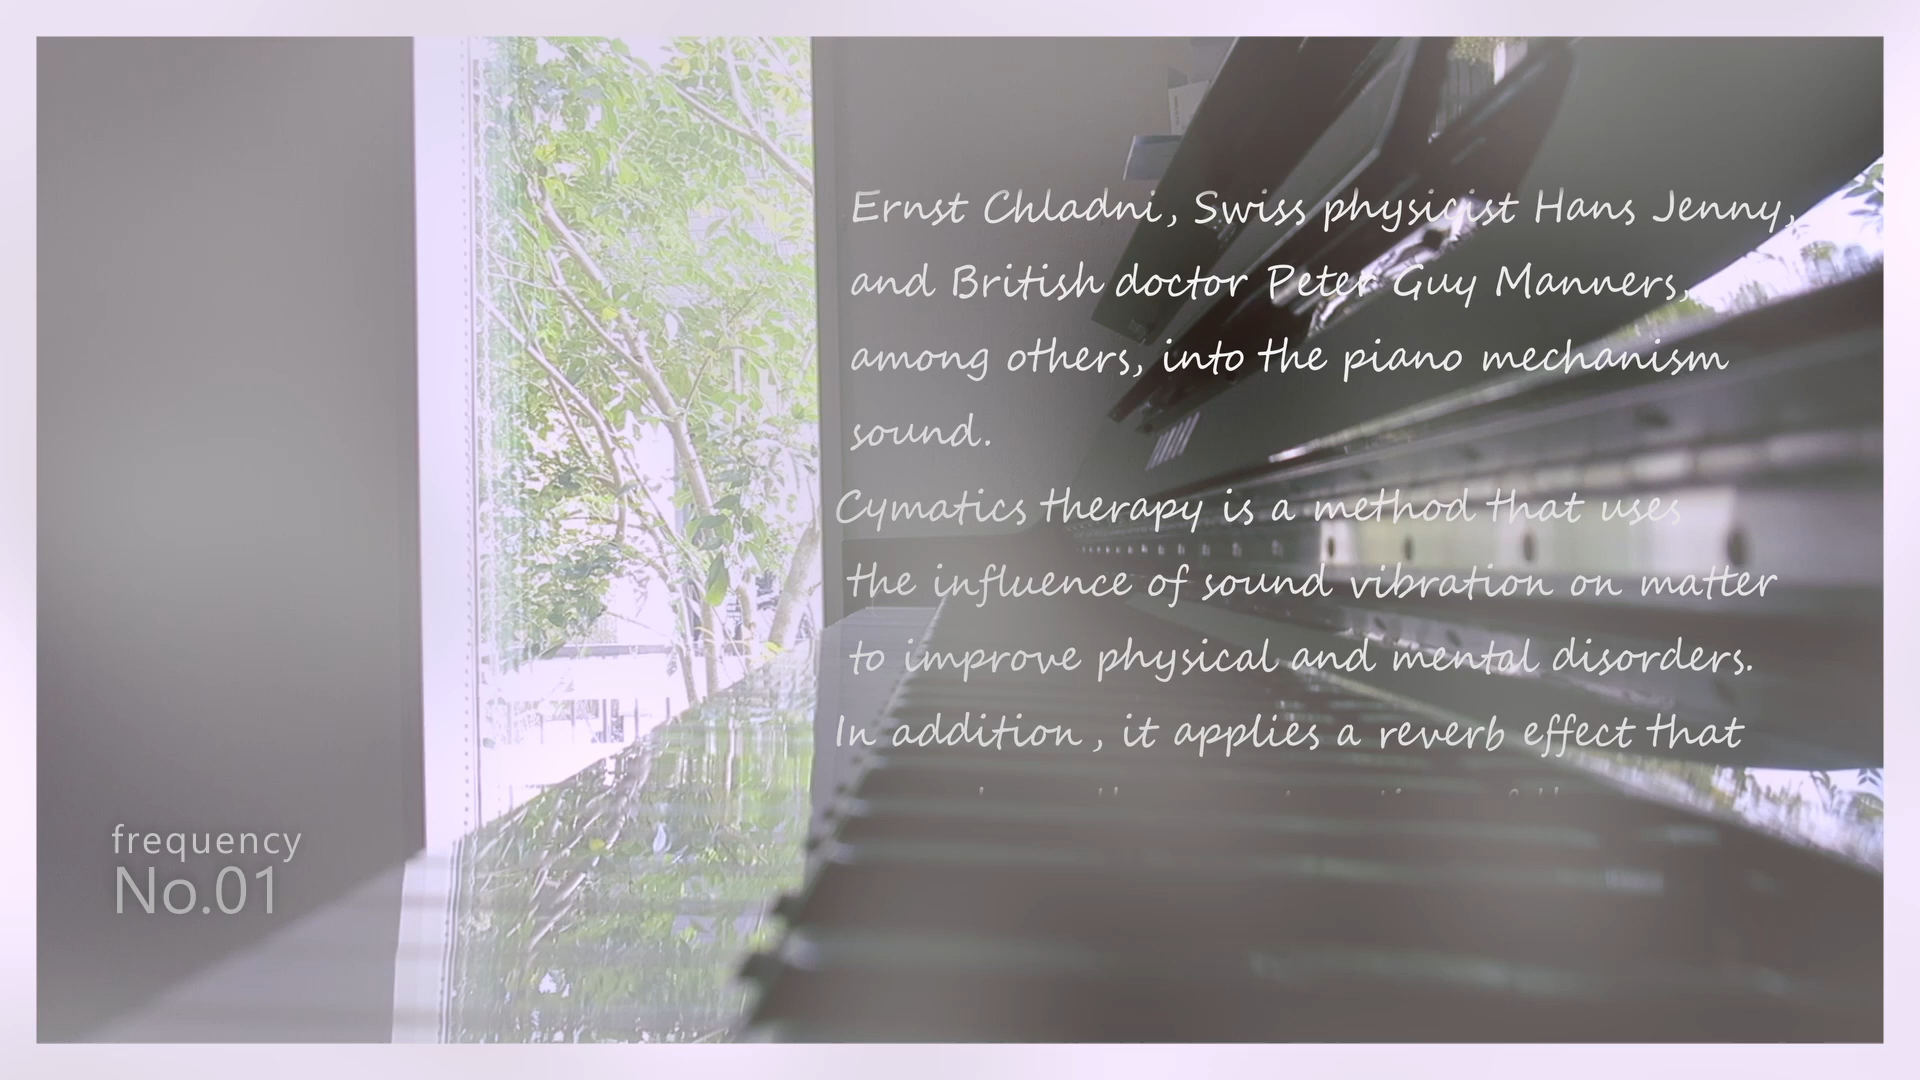 Ernst Chladni, Swiss physicist Hans Jenny,
and British doctor Peter Guy Manners,
among others, into the piano mechanism
sound.
Cymatics therapy is a method that uses
the influence of sound vibration on matter
to improve physical and mental disorders.
In addition, it applies a reverb effect that
frequency
No.01